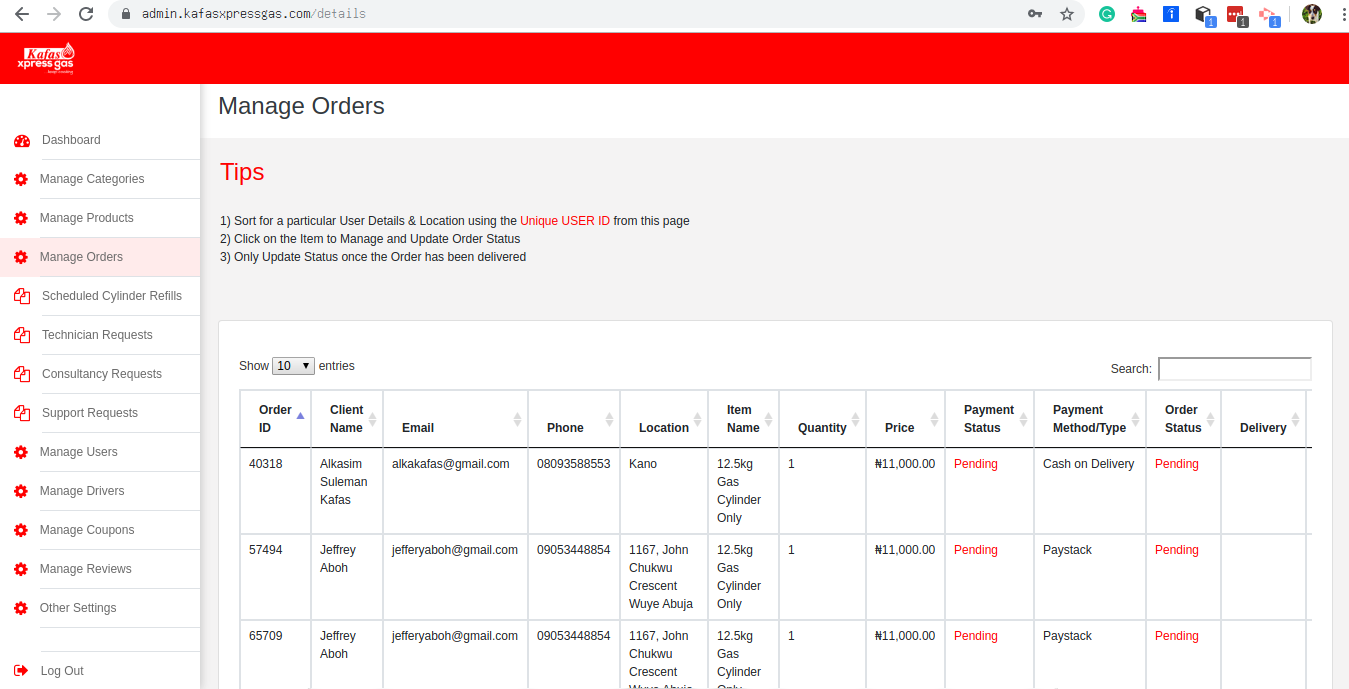 admin.kafasxpressgas.com/details
1
1
1
Kafas
xpress gas
Manage Orders
Dashboard
Manage Categories
Manage Products
Manage Orders
Scheduled Cylinder Refills
Technician Requests
Consultancy Requests
Support Requests
Manage Users
Manage Drivers
Manage Coupons
Manage Reviews
Other Settings
Log Out
Tips
1) Sort for a particular User Details & Location using the Unique USER ID from this page
2) Click on the Item to Manage and Update Order Status
3) Only Update Status once the Order has been delivered
Show 10 entries
Search:
Order ID Client Name Email Phone Location Item Name Quantity Price Payment Status Payment Method/Type Order Status Delivery
40318 Alkasim alkakafas@gmail.com 08093588553 Kano 12.5kg 1 ₦11,000.00 Pending Cash on Delivery Pending
Suleman Gas
Kafas Cylinder
Only
57494 Jeffrey jefferyaboh@gmail.com 09053448854 1167, John 12.5kg 1 ₦11,000.00 Pending Paystack Pending
Aboh Chukwu Gas
Crescent Cylinder
Wuye Abuja Only
65709 Jeffrey jefferyaboh@gmail.com 09053448854 1167, John 12.5kg 1 ₦11,000.00 Pending Paystack Pending
Aboh Chukwu Gas
Crescent Cylinder
Wuye Abuja Only